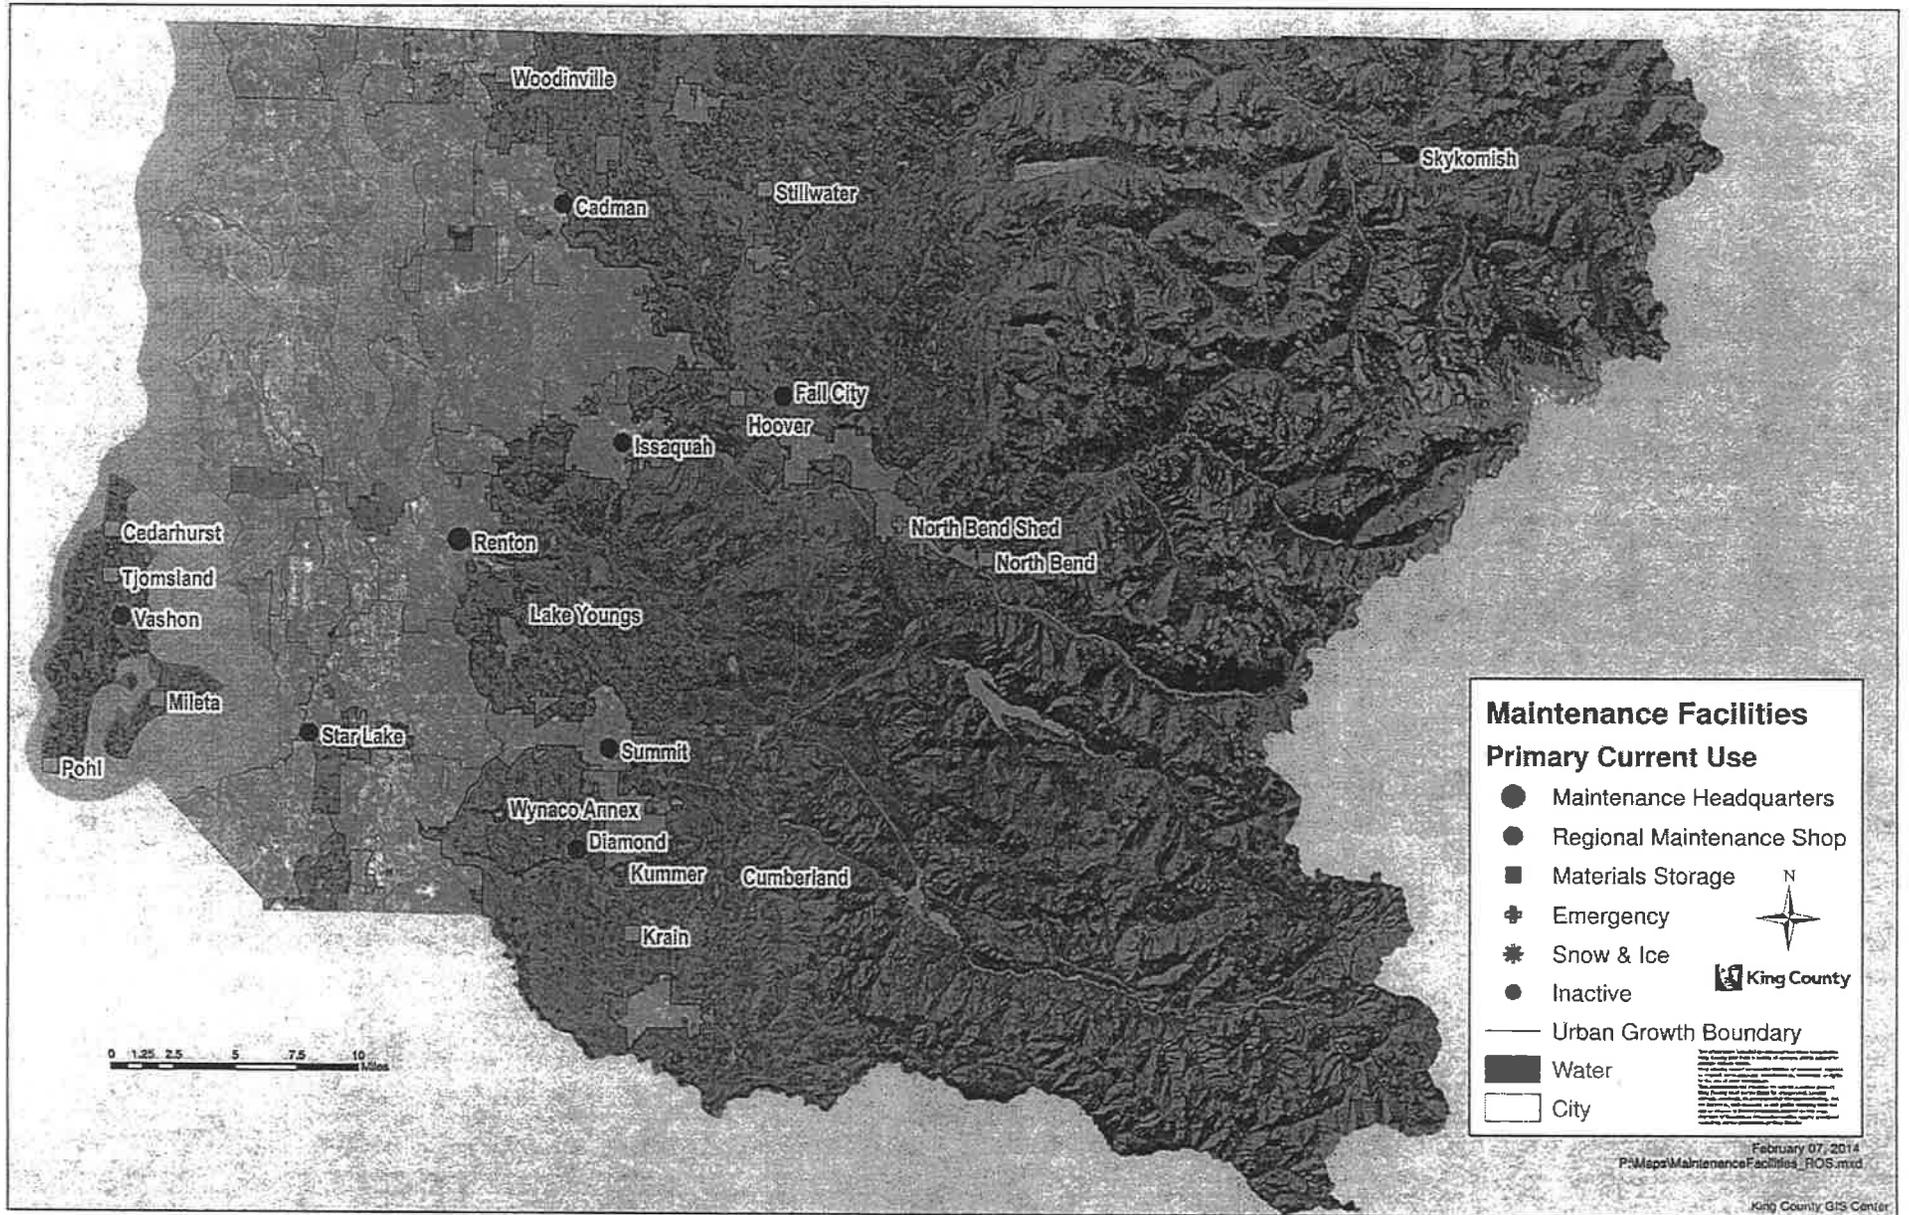 Woodinville
Skykomish
Stillwater
Cadman
Fall City
Hoover
Issaquah
Cedarhurst
North Bend Shed
Renton
North Bend
Tjomsland
Lake Youngs
Vashon
Mileta
Star Lake
Summit
Pohl
Wynaco Annex
Diamond
Kummer
Cumberland
Krain
0 1.25 2.5 5 7.5 10
Miles
Maintenance Facilities
Primary Current Use
Maintenance Headquarters
Regional Maintenance Shop
Materials Storage
N
Emergency
Snow & Ice
King County
Inactive
Urban Growth Boundary
Water
City
February 07, 2014
P:\Maps\MaintenanceFacilities_ROS.mxd
King County GIS Center